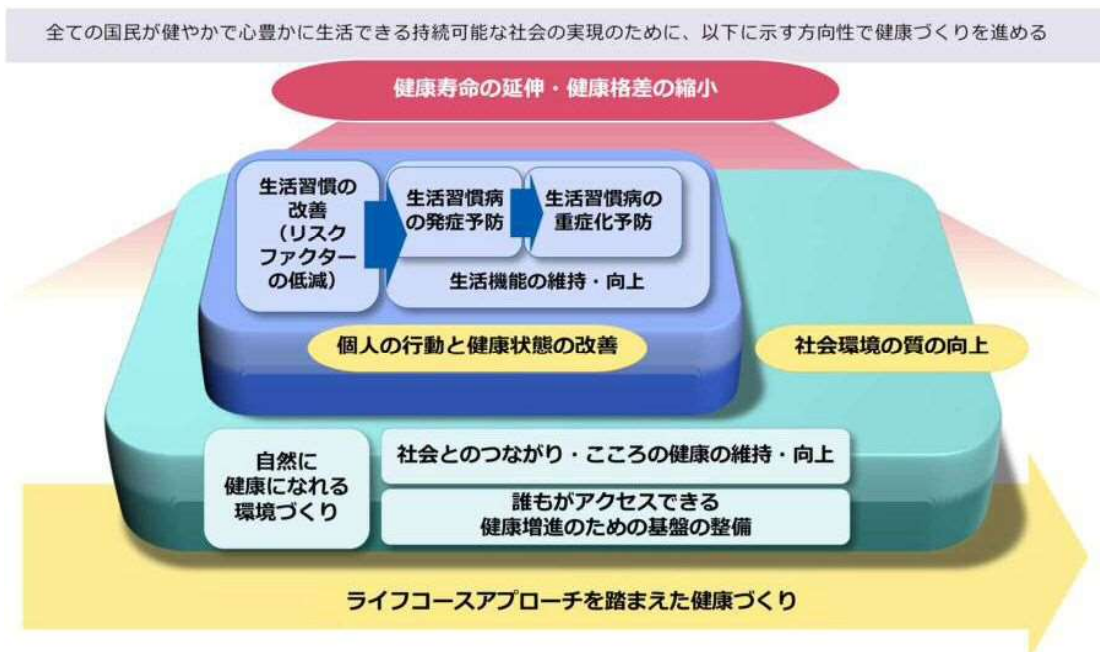 全ての国民が健やかで心豊かに生活できる持続可能な社会の実現のために、以下に示す方向性で健康づくりを進める
健康寿命の延伸・健康格差の縮小
生活習慣の
改善
（リスク
ファクター
の低減）
生活習慣病
の発症予防
生活習慣病の
重症化予防
生活機能の維持・向上
個人の行動と健康状態の改善
社会環境の質の向上
自然に
健康になれる
環境づくり
社会とのつながり・こころの健康の維持・向上
誰もがアクセスできる
健康増進のための基盤の整備
ライフコースアプローチを踏まえた健康づくり